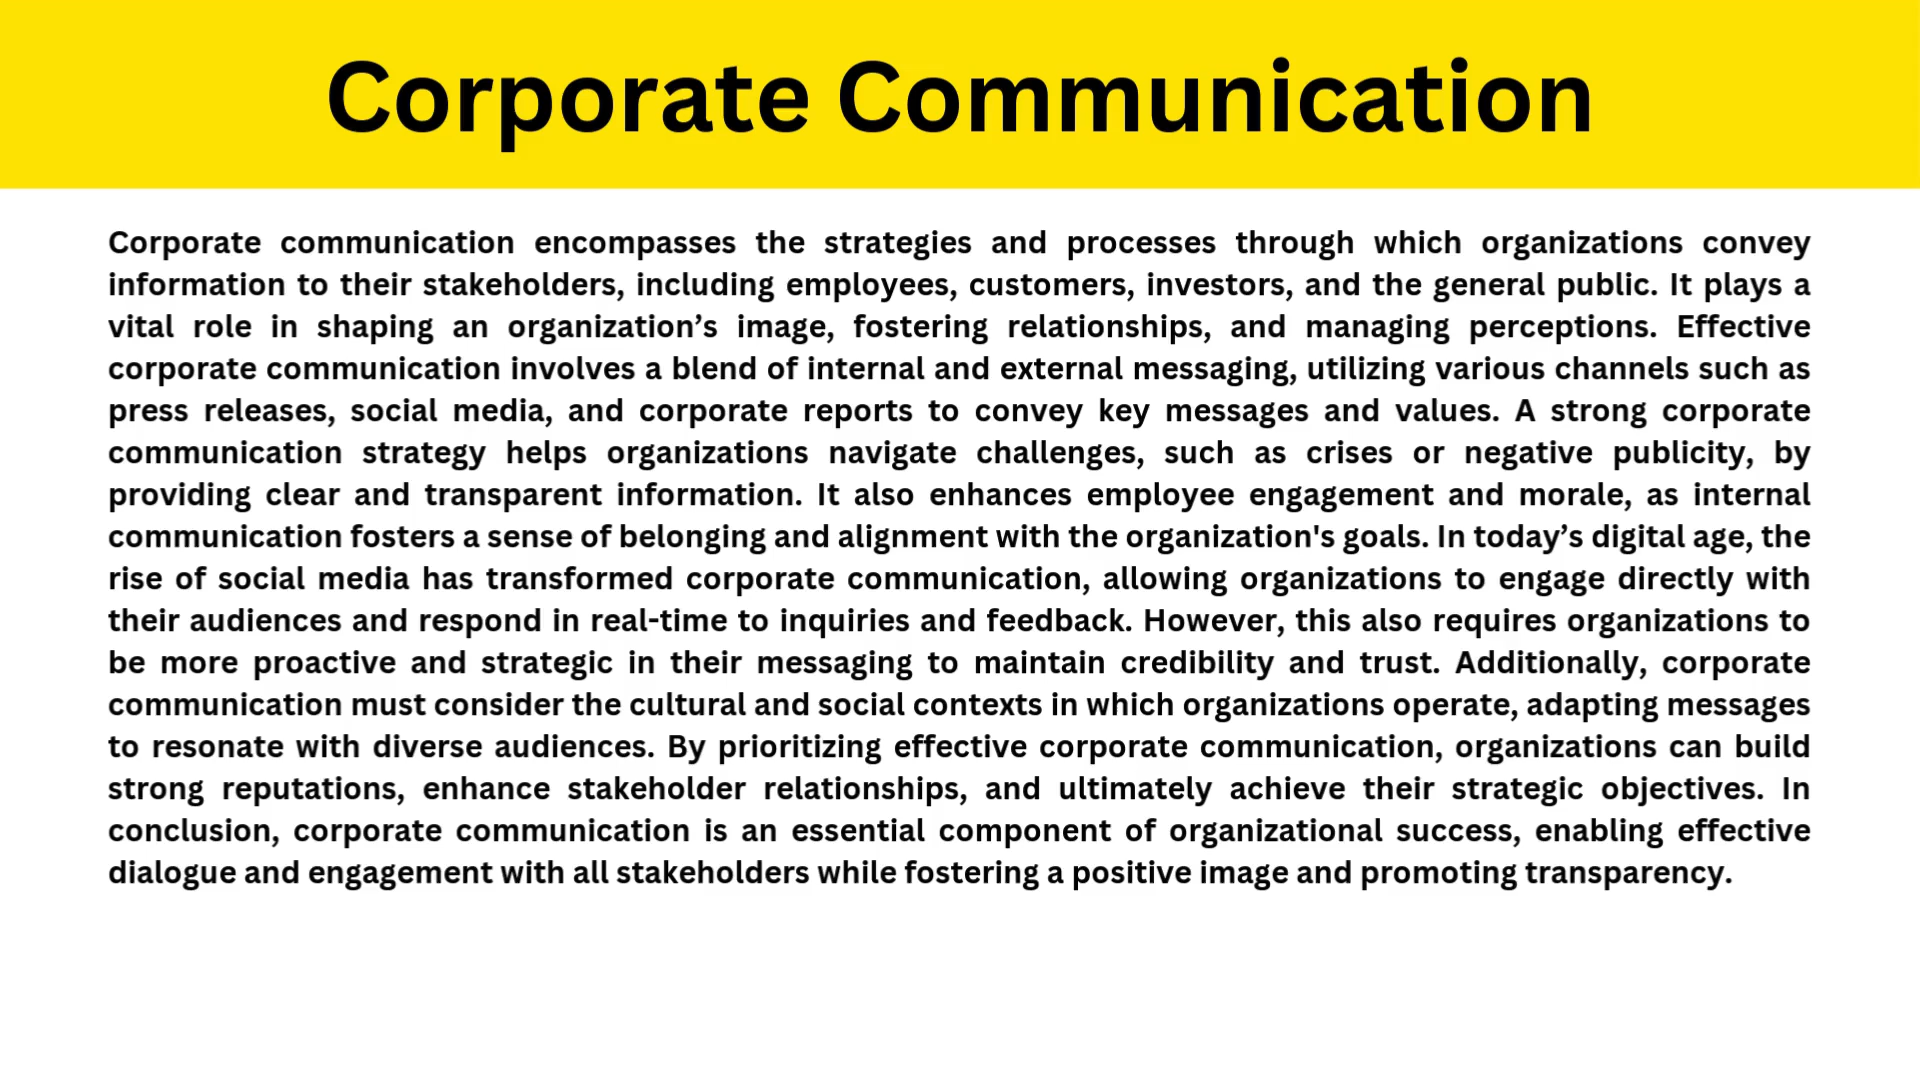 Corporate Communication
Corporate communication encompasses the strategies and processes through which organizations convey
information to their stakeholders, including employees, customers, investors, and the general public. It plays a
vital role in shaping an organization’s image, fostering relationships, and managing perceptions. Effective
corporate communication involves a blend of internal and external messaging, utilizing various channels such as
press releases, social media, and corporate reports to convey key messages and values. A strong corporate
communication strategy helps organizations navigate challenges, such as crises or negative publicity, by
providing clear and transparent information. It also enhances employee engagement and morale, as internal
communication fosters a sense of belonging and alignment with the organization's goals. In today’s digital age, the
rise of social media has transformed corporate communication, allowing organizations to engage directly with
their audiences and respond in real-time to inquiries and feedback. However, this also requires organizations to
be more proactive and strategic in their messaging to maintain credibility and trust. Additionally, corporate
communication must consider the cultural and social contexts in which organizations operate, adapting messages
to resonate with diverse audiences. By prioritizing effective corporate communication, organizations can build
strong reputations, enhance stakeholder relationships, and ultimately achieve their strategic objectives. In
conclusion, corporate communication is an essential component of organizational success, enabling effective
dialogue and engagement with all stakeholders while fostering a positive image and promoting transparency.